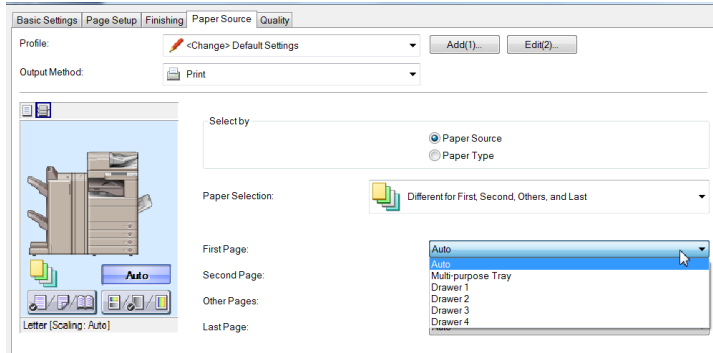 Basic Settings Page Setup Finishing Paper Source Quality
Profile: <Change> Default Settings Add(1)... Edit(2)...
Output Method: Print
Select by
Paper Source
Paper Type
Paper Selection: Different for First, Second, Others, and Last
First Page: Auto
Auto
Second Page: Multi-purpose Tray
Drawer 1
Drawer 2
Other Pages: Drawer 3
Drawer 4
Last Page:
Auto
Letter [Scaling: Auto]